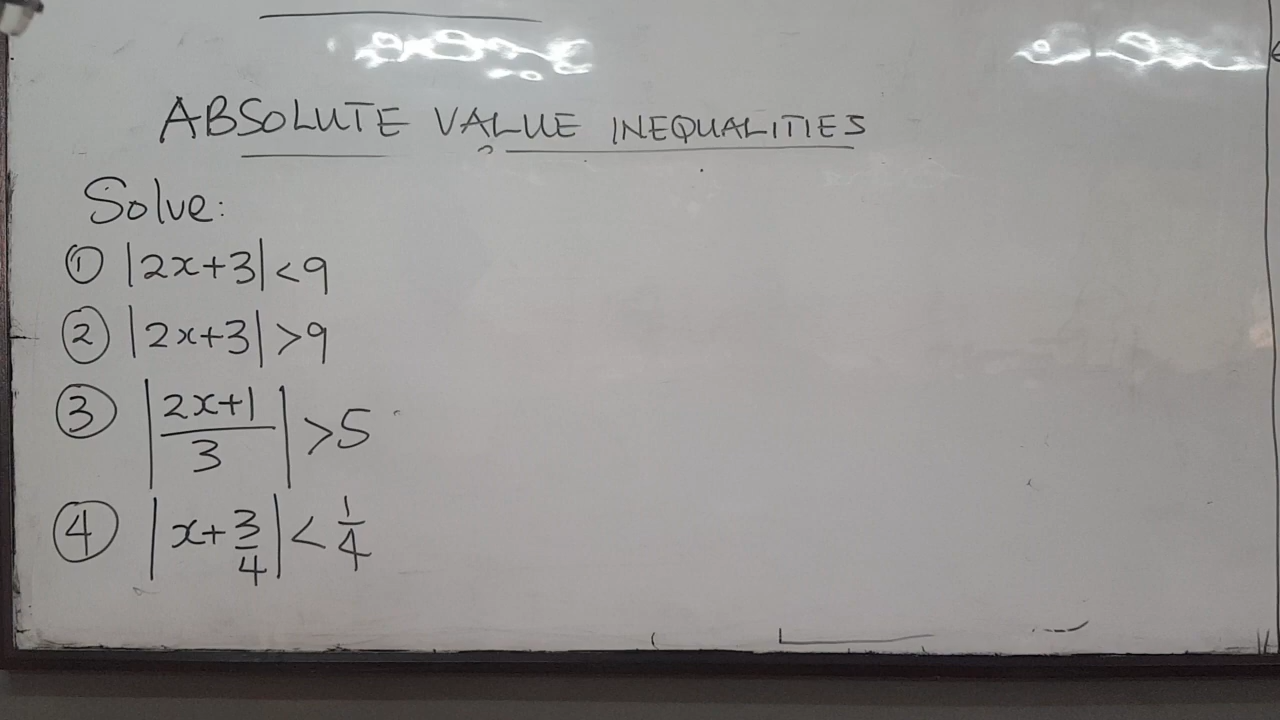 ABSOLUTE VALUE INEQUALITIES
Solve:
① |2x+3|<9
② |2x+3|>9
③ |(2x+1)/3|>5
④ |x+3/4|<1/4